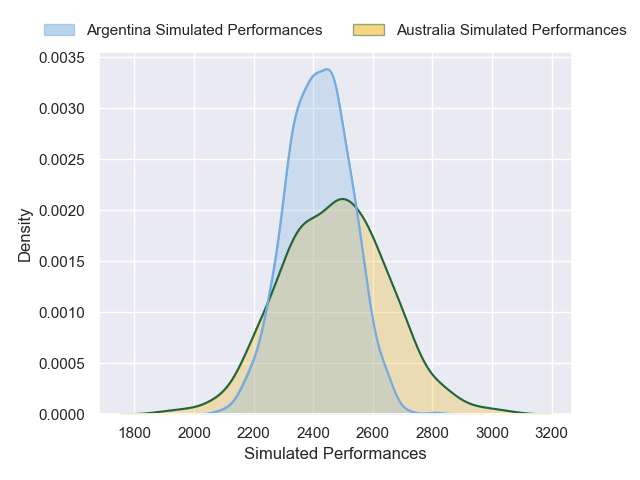 Argentina Simulated Performances Australia Simulated Performances
0.0035
0.0030
0.0025
0.0020
0.0015
0.0010
0.0005
0.0000
Density
1800 2000 2200 2400 2600 2800 3000 3200
Simulated Performances